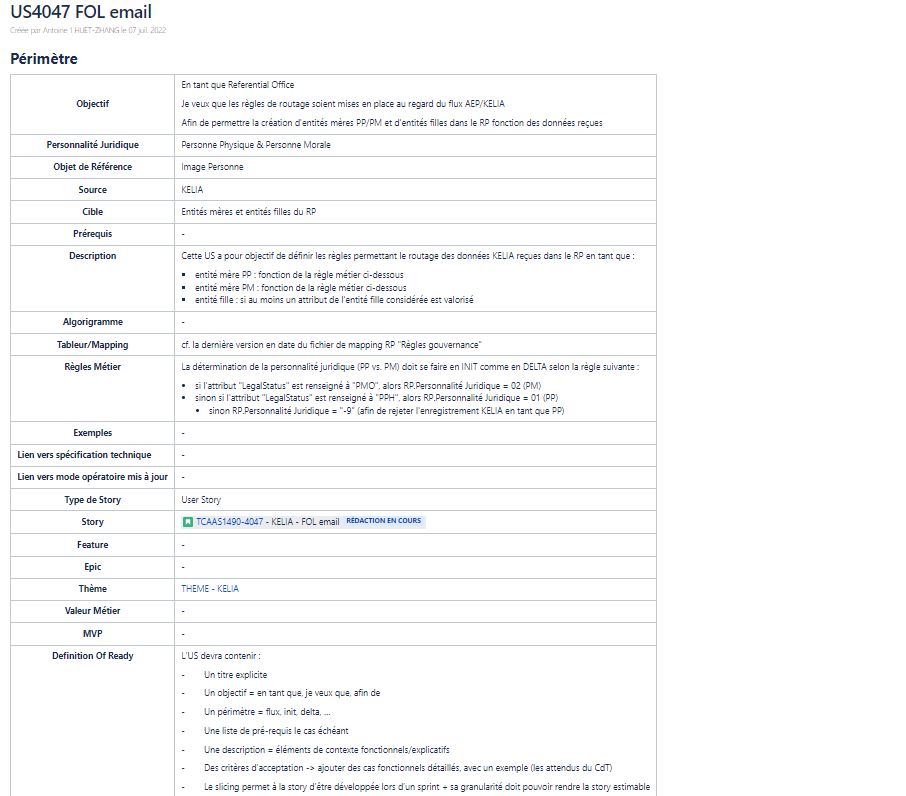 US4047 FOL email
Créée par Antoine 1 HUET-ZHANG le 07 juil. 2022
Périmètre
Objectif
En tant que Referential Office
Je veux que les règles de routage soient mises en place au regard du flux AEP/KELIA
Afin de permettre la création d'entités mères PP/PM et d'entités filles dans le RP fonction des données reçues
Personnalité Juridique
Personne Physique & Personne Morale
Objet de Référence
Image Personne
Source
KELIA
Cible
Entités mères et entités filles du RP
Prérequis
-
Description
Cette US a pour objectif de définir les règles permettant le routage des données KELIA reçues dans le RP en tant que :
▪ entité mère PP : fonction de la règle métier ci-dessous
▪ entité mère PM : fonction de la règle métier ci-dessous
▪ entité fille : si au moins un attribut de l'entité fille considérée est valorisé
Algorigramme
-
Tableur/Mapping
cf. la dernière version en date du fichier de mapping RP "Règles gouvernance"
Règles Métier
La détermination de la personnalité juridique (PP vs. PM) doit se faire en INIT comme en DELTA selon la règle suivante :
▪ si l'attribut "LegalStatus" est renseigné à "PMO", alors RP.Personnalité Juridique = 02 (PM)
▪ sinon si l'attribut "LegalStatus" est renseigné à "PPH", alors RP.Personnalité Juridique = 01 (PP)
▪ sinon RP.Personnalité Juridique = "-9" (afin de rejeter l'enregistrement KELIA en tant que PP)
Exemples
-
Lien vers spécification technique
-
Lien vers mode opératoire mis à jour
-
Type de Story
User Story
Story
TCAAS1490-4047 - KELIA - FOL email RÉDACTION EN COURS
Feature
-
Epic
-
Thème
THEME - KELIA
Valeur Métier
-
MVP
-
Definition Of Ready
L'US devra contenir :
- Un titre explicite
- Un objectif = en tant que, je veux que, afin de
- Un périmètre = flux, init, delta, ...
- Une liste de pré-requis le cas échéant
- Une description = éléments de contexte fonctionnels/explicatifs
- Des critères d'acceptation -> ajouter des cas fonctionnels détaillés, avec un exemple (les attendus du CdT)
- Le slicing permet à la story d'être développée lors d'un sprint + sa granularité doit pouvoir rendre la story estimable